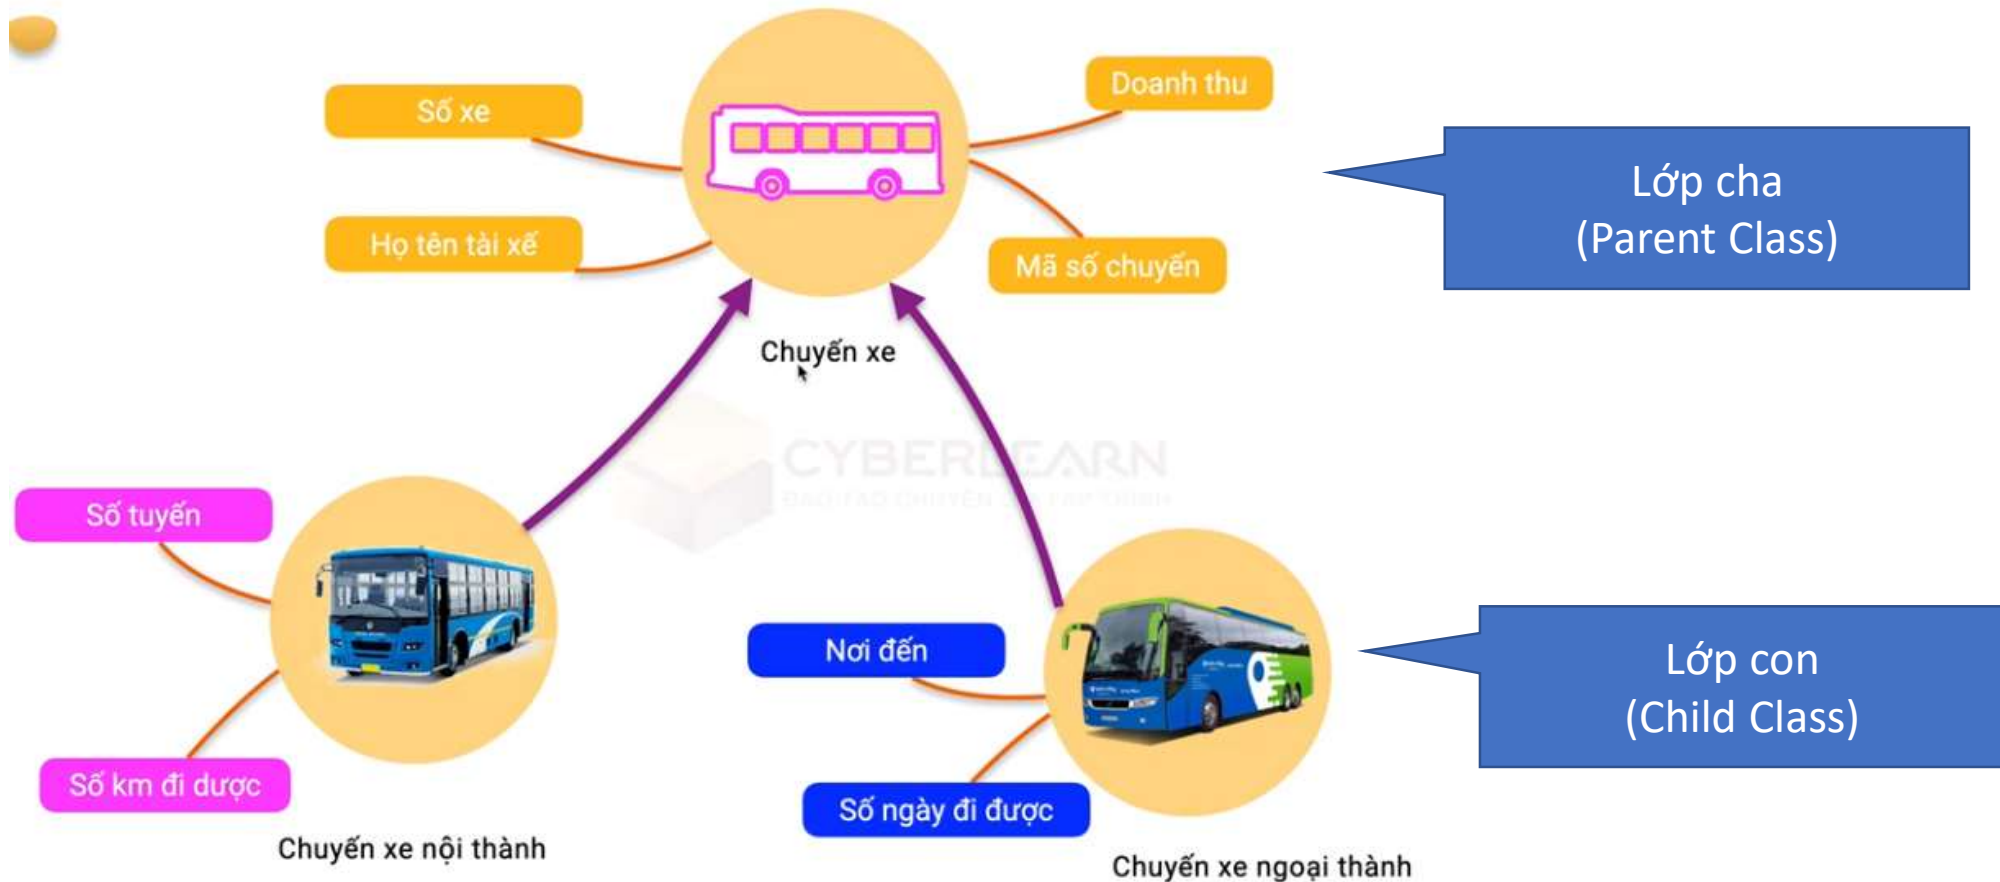 Doanh thu
Số xe
Lớp cha
(Parent Class)
Họ tên tài xế
Mã số chuyến
Chuyến xe
CYBERLEARN
Số tuyến
Nơi đến
Lớp con
(Child Class)
Số km đi dược
Số ngày đi được
Chuyến xe nội thành
Chuyến xe ngoại thành